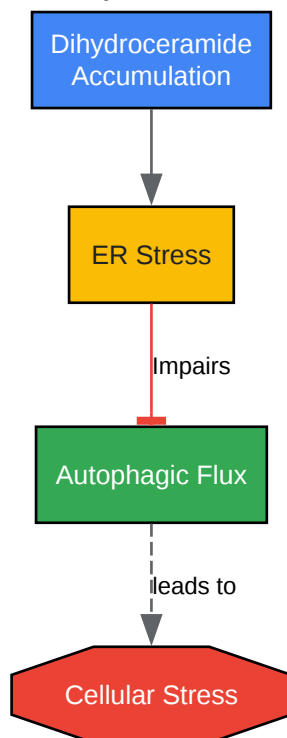 Dihydroceramide
Accumulation
ER Stress
Impairs
Autophagic Flux
leads to
Cellular Stress